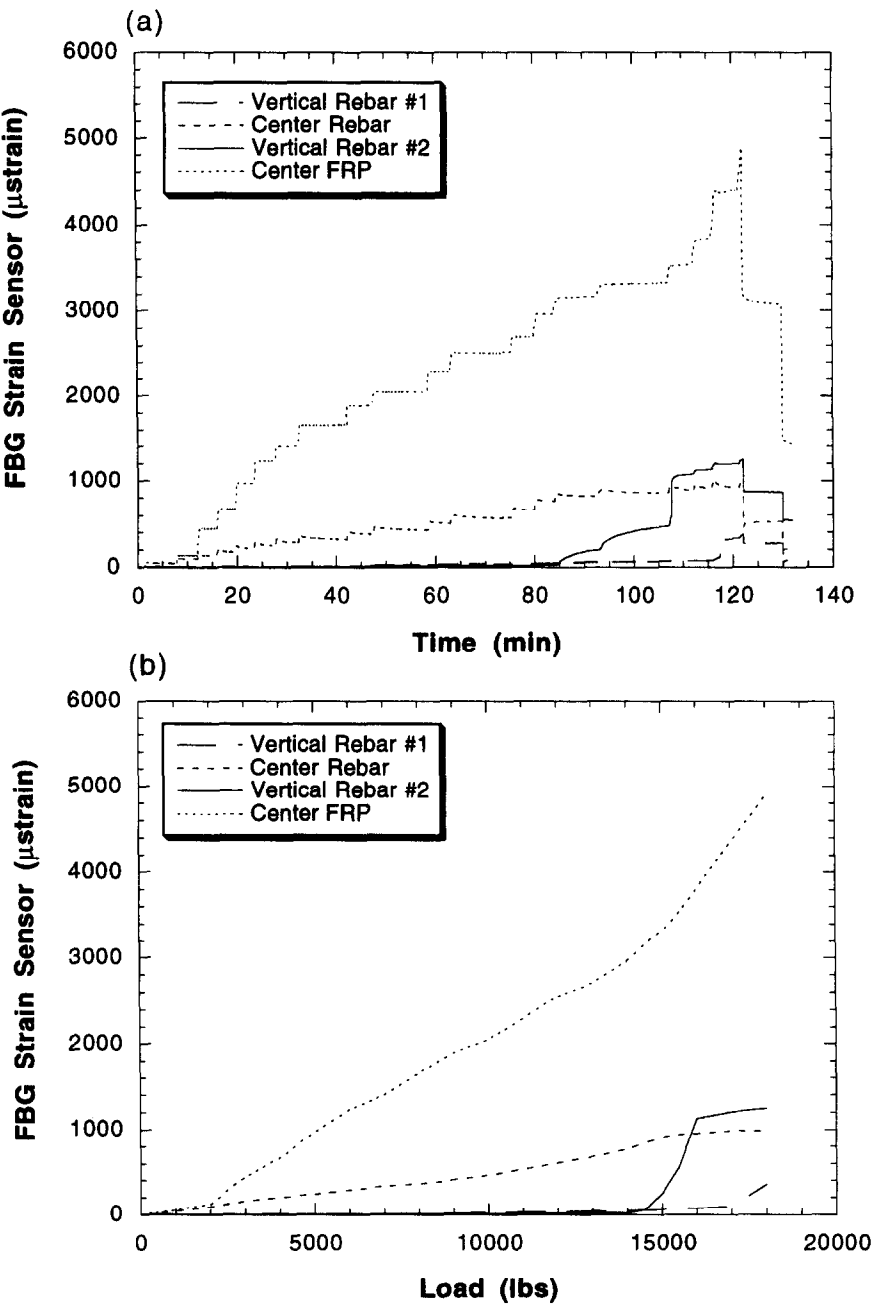 (a)
6000
5000
4000
3000
2000
1000
0
FBG Strain Sensor (μstrain)
Vertical Rebar #1
Center Rebar
Vertical Rebar #2
Center FRP
0 20 40 60 80 100 120 140
Time (min)
(b)
6000
5000
4000
3000
2000
1000
0
FBG Strain Sensor (μstrain)
Vertical Rebar #1
Center Rebar
Vertical Rebar #2
Center FRP
0 5000 10000 15000 20000
Load (lbs)